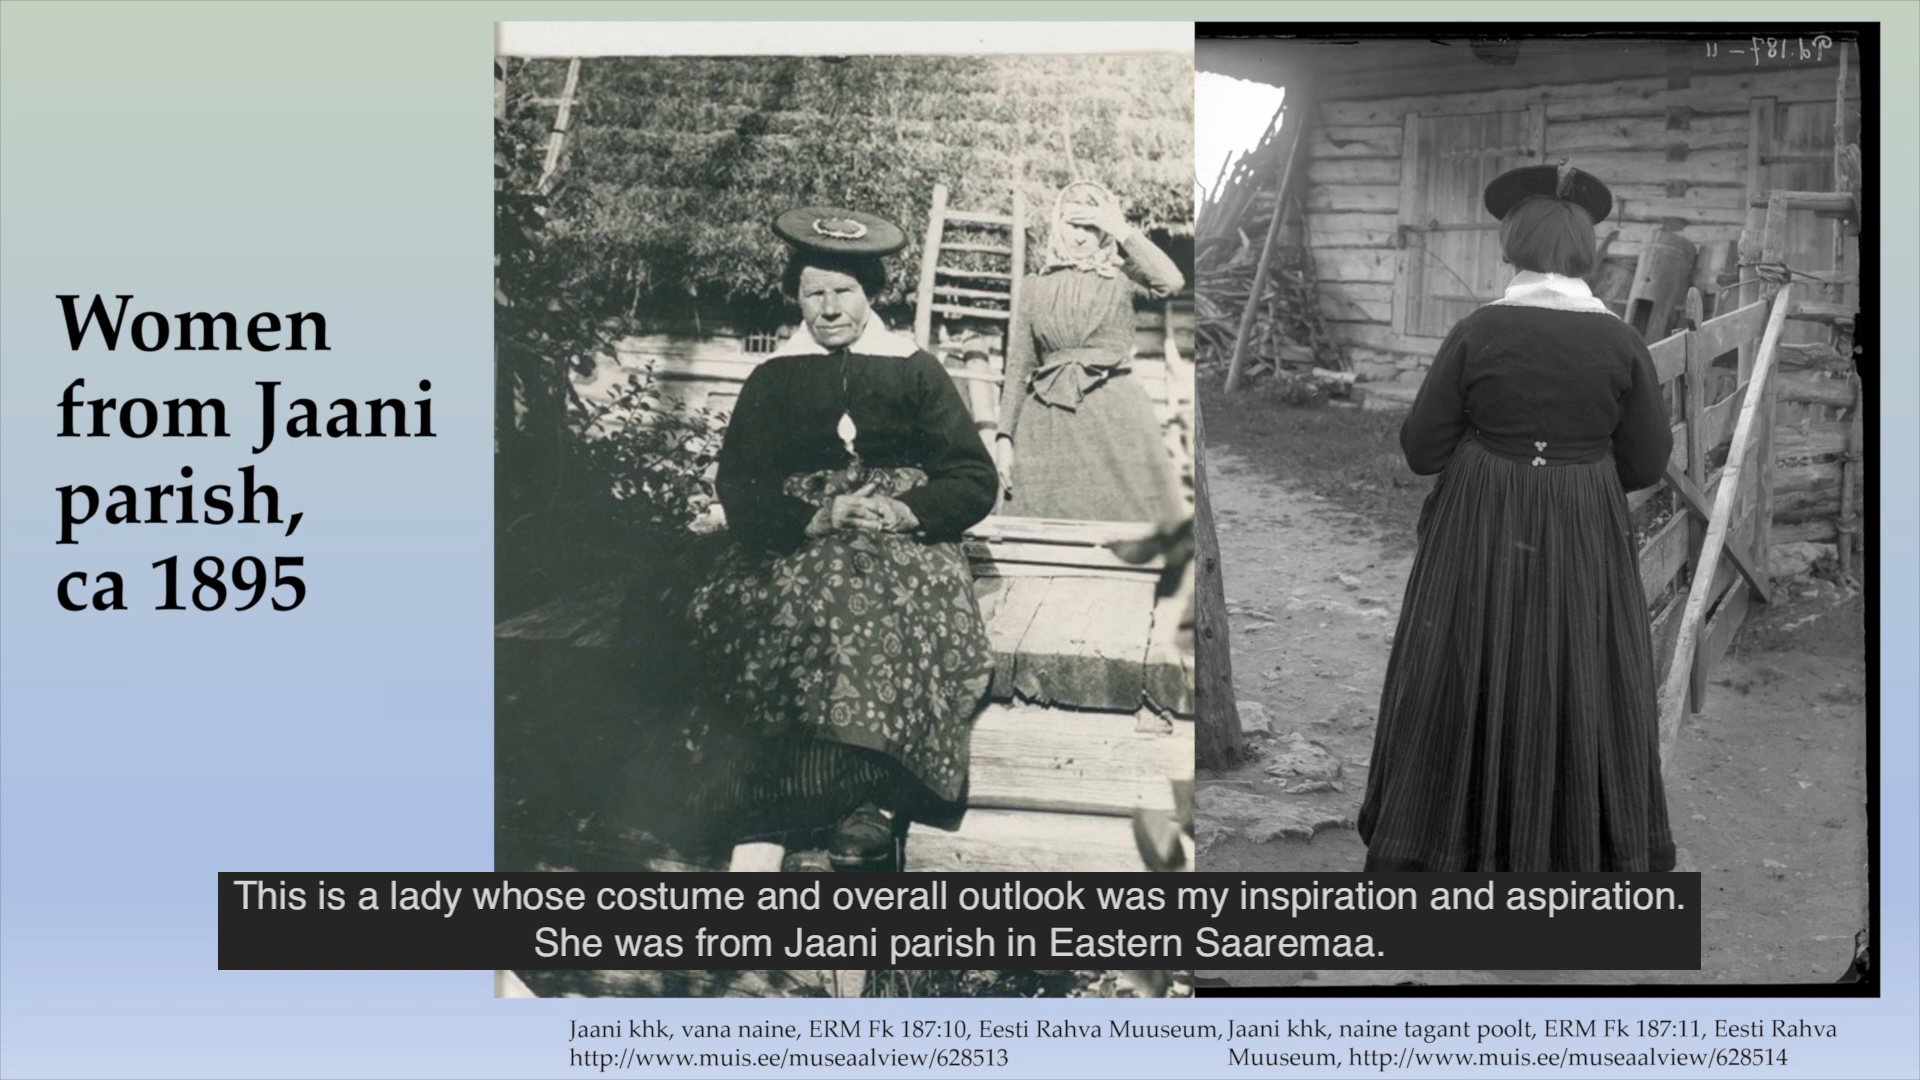 Women
from Jaani
parish,
ca 1895
Pd.187-11
This is a lady whose costume and overall outlook was my inspiration and aspiration.
She was from Jaani parish in Eastern Saaremaa.
Jaani khk, vana naine, ERM Fk 187:10, Eesti Rahva Muuseum,
http://www.muis.ee/museaalview/628513
Jaani khk, naine tagant poolt, ERM Fk 187:11, Eesti Rahva
Muuseum, http://www.muis.ee/museaalview/628514